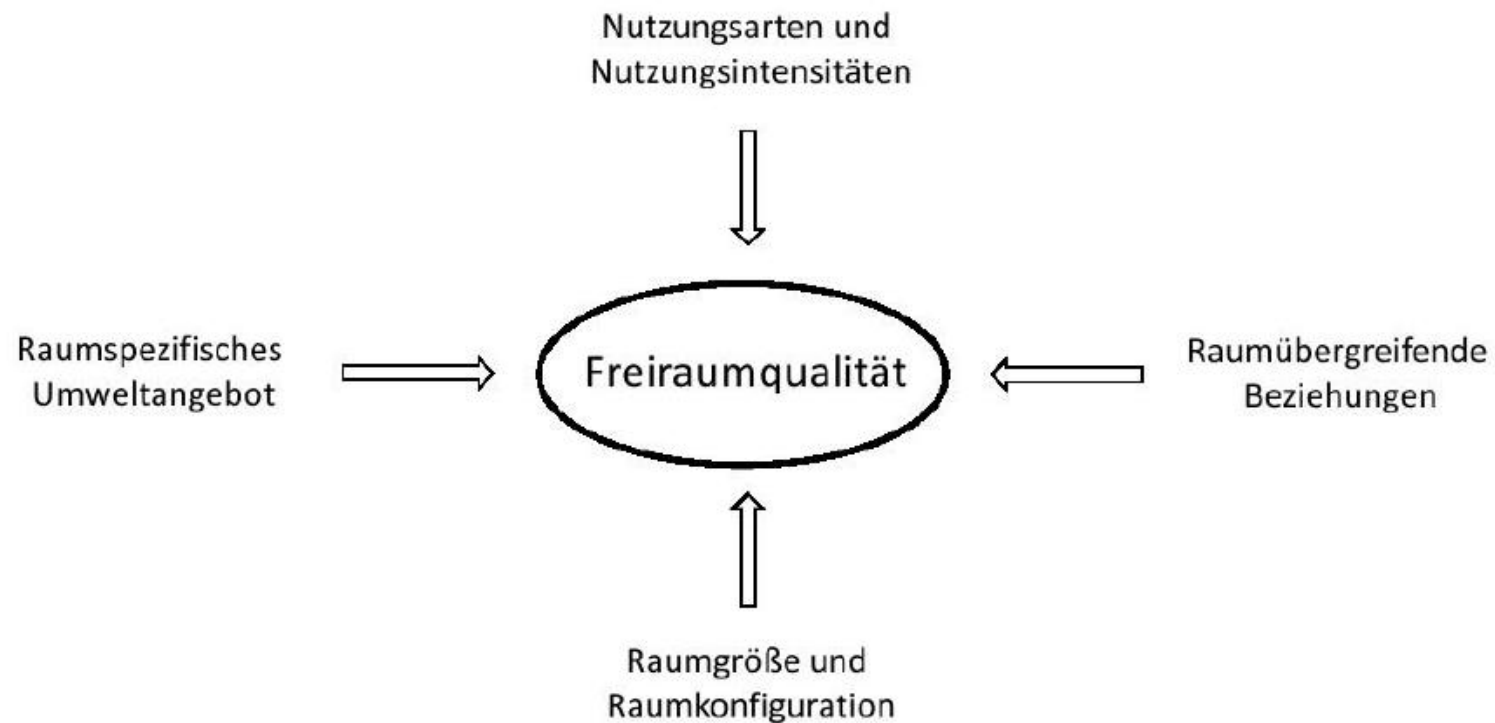 Nutzungsarten und
Nutzungsintensitäten
Raumspezifisches
Umweltangebot
Freiraumqualität
Raumübergreifende
Beziehungen
Raumgröße und
Raumkonfiguration